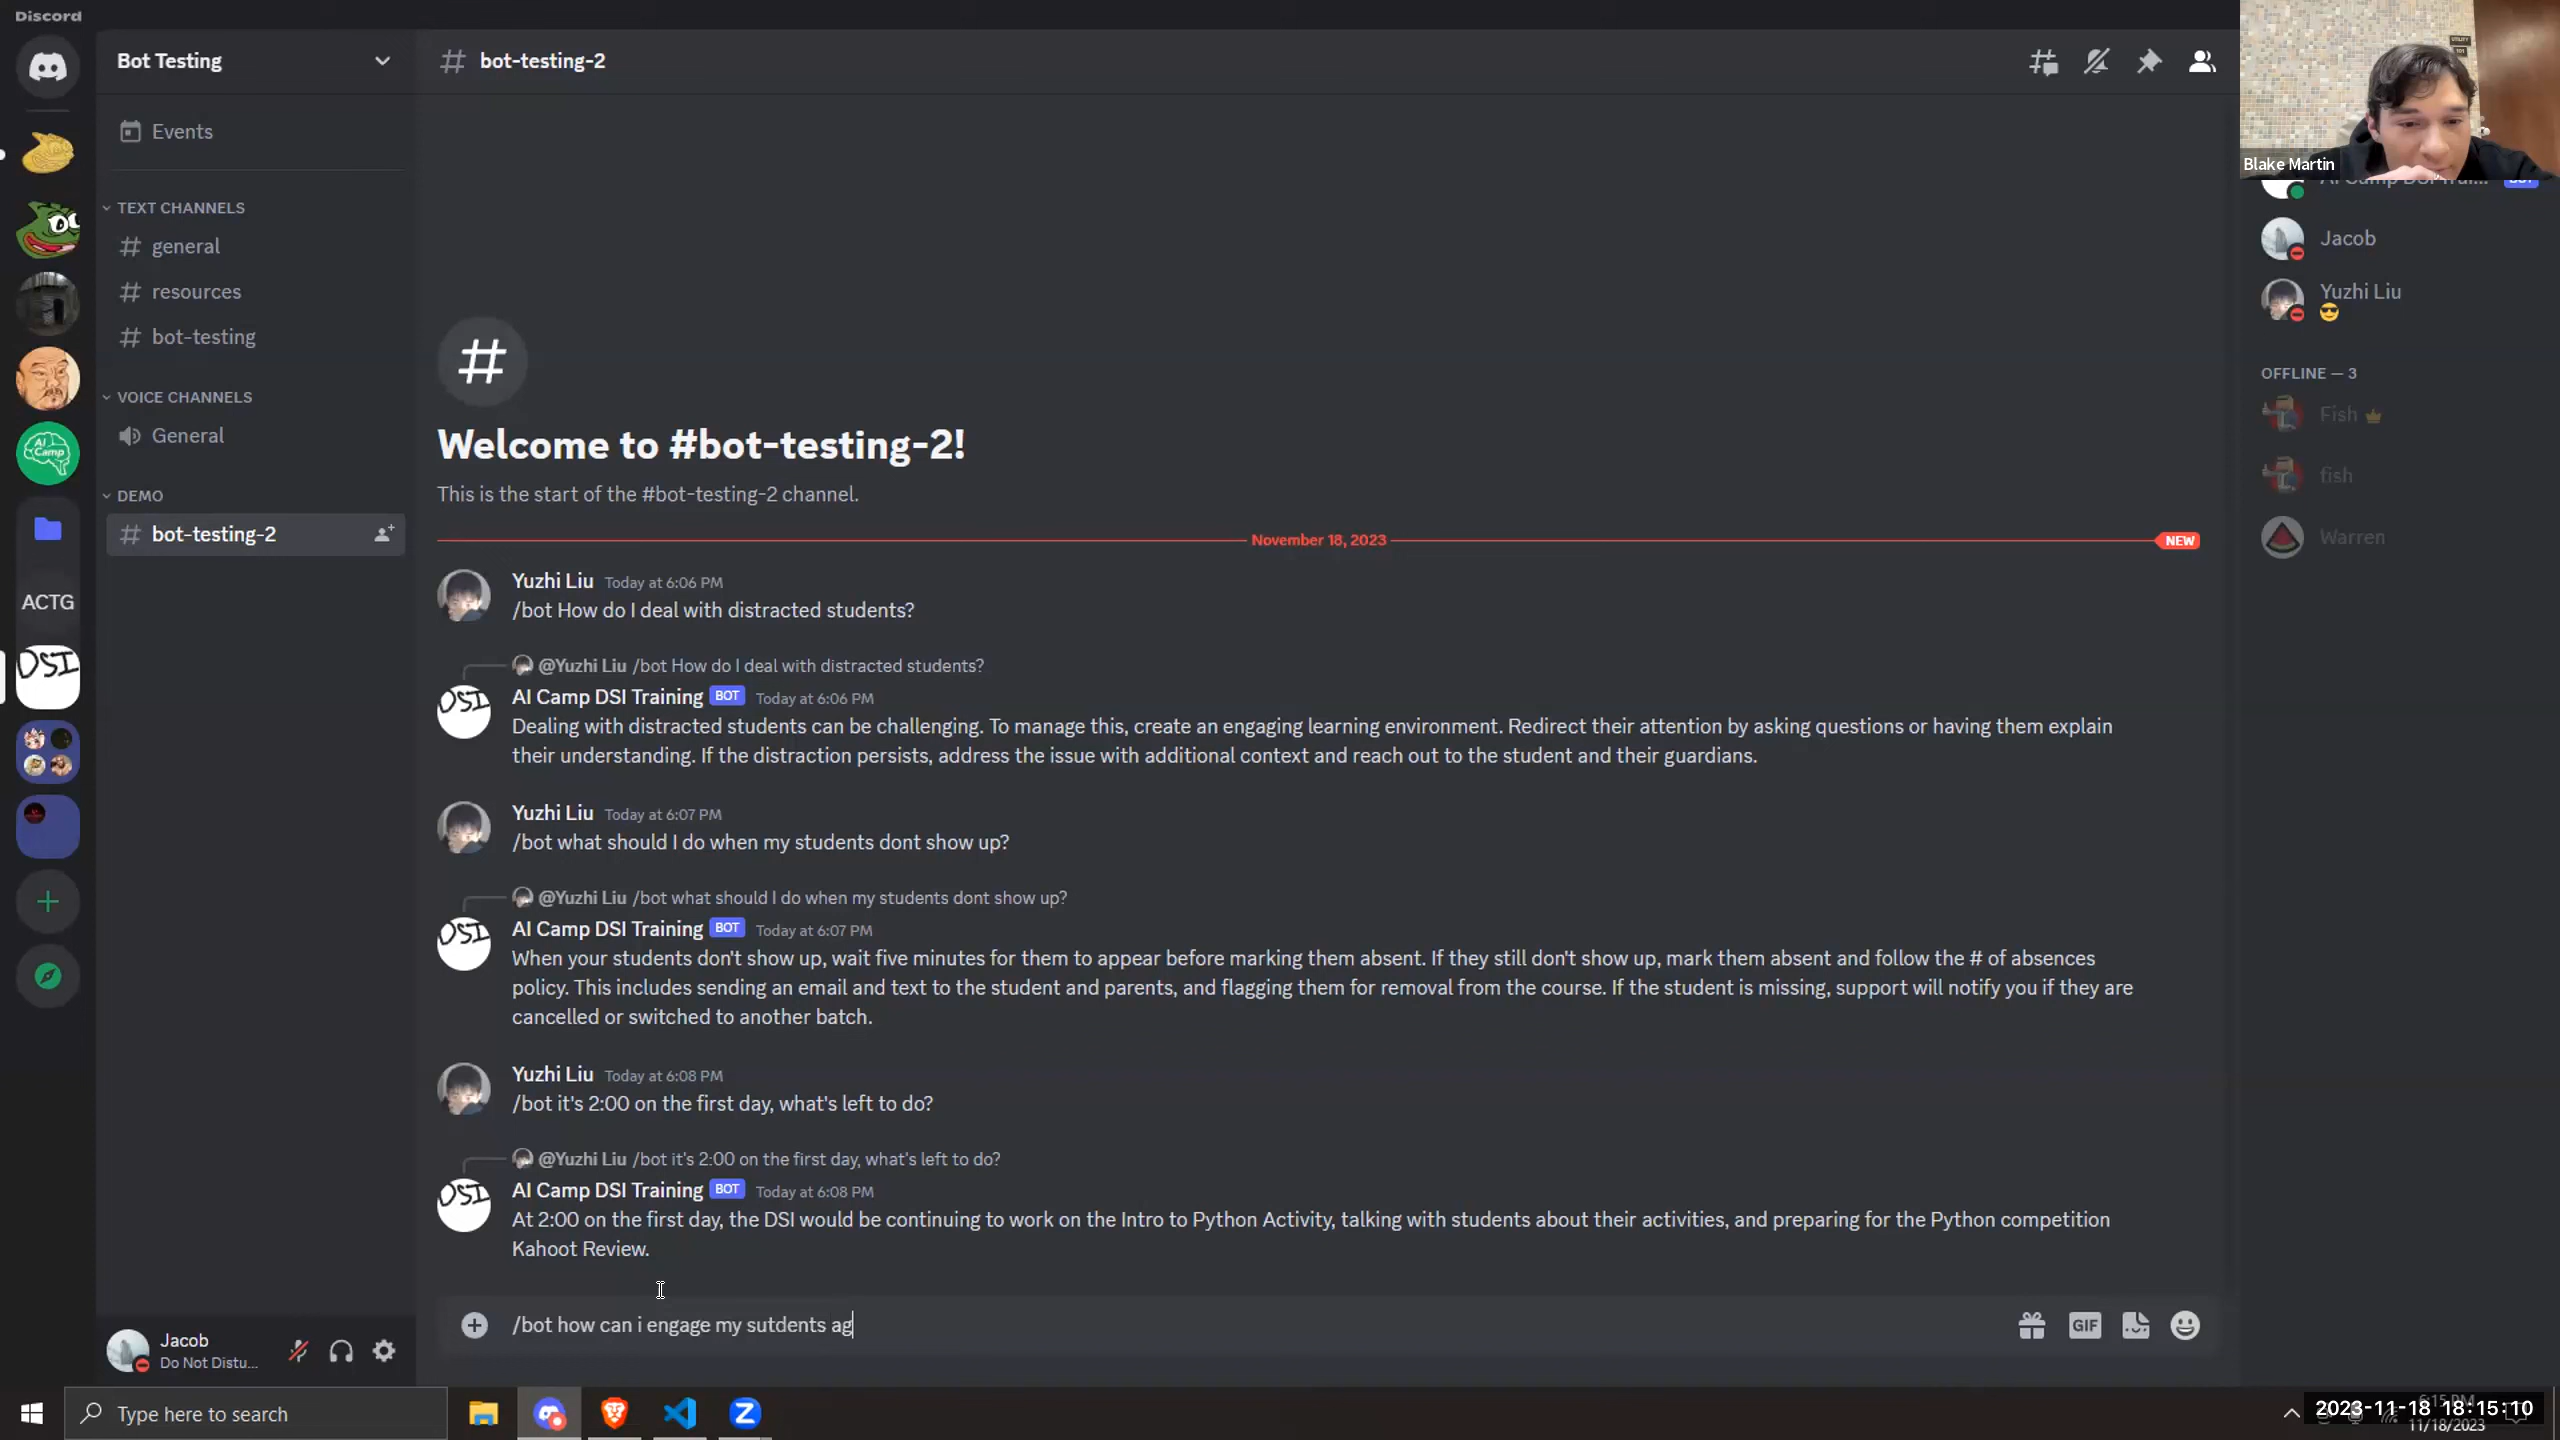 Discord
Bot Testing
bot-testing-2
Blake Martin
Events
TEXT CHANNELS
general
resources
bot-testing
VOICE CHANNELS
General
DEMO
bot-testing-2
AI Camp
ACTG
DSI
Welcome to #bot-testing-2!
This is the start of the #bot-testing-2 channel.
November 18, 2023
NEW
Yuzhi Liu Today at 6:06 PM
/bot How do I deal with distracted students?
@Yuzhi Liu /bot How do I deal with distracted students?
DSI
AI Camp DSI Training BOT Today at 6:06 PM
Dealing with distracted students can be challenging. To manage this, create an engaging learning environment. Redirect their attention by asking questions or having them explain
their understanding. If the distraction persists, address the issue with additional context and reach out to the student and their guardians.
Yuzhi Liu Today at 6:07 PM
/bot what should I do when my students dont show up?
@Yuzhi Liu /bot what should I do when my students dont show up?
DSI
AI Camp DSI Training BOT Today at 6:07 PM
When your students don't show up, wait five minutes for them to appear before marking them absent. If they still don't show up, mark them absent and follow the # of absences
policy. This includes sending an email and text to the student and parents, and flagging them for removal from the course. If the student is missing, support will notify you if they are
cancelled or switched to another batch.
Yuzhi Liu Today at 6:08 PM
/bot it's 2:00 on the first day, what's left to do?
@Yuzhi Liu /bot it's 2:00 on the first day, what's left to do?
DSI
AI Camp DSI Training BOT Today at 6:08 PM
At 2:00 on the first day, the DSI would be continuing to work on the Intro to Python Activity, talking with students about their activities, and preparing for the Python competition
Kahoot Review.
/bot how can i engage my sutdents ag
GIF
Jacob
Yuzhi Liu
OFFLINE — 3
Fish
fish
Warren
Jacob
Do Not Distu...
Type here to search
2023-11-18 18:15:10
11/18/2023